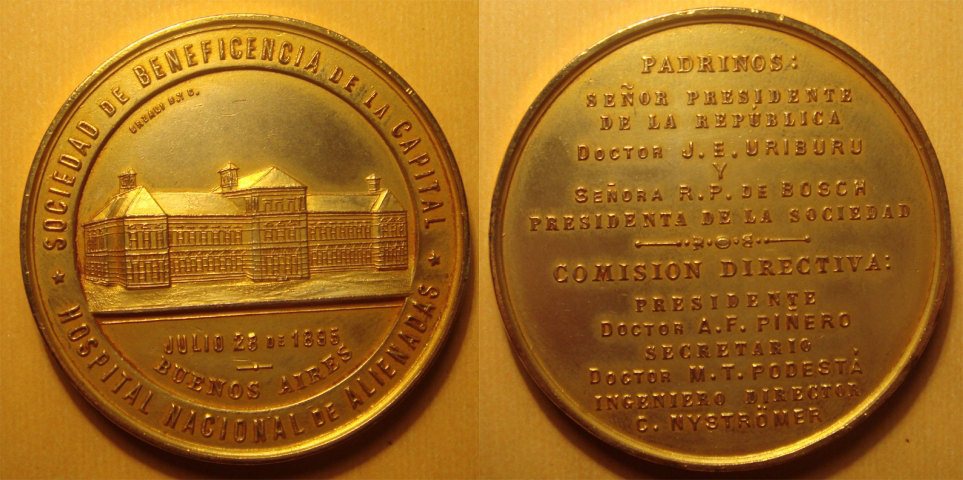 SOCIEDAD DE BENEFICENCIA DE LA CAPITAL
JULIO 28 DE 1895
BUENOS AIRES
★ HOSPITAL NACIONAL DE ALIENADAS ★
PADRINOS:
SEÑOR PRESIDENTE
DE LA REPÚBLICA
DOCTOR J. E. URIBURU
Y
SEÑORA R. P. DE BOSCH
PRESIDENTA DE LA SOCIEDAD
COMISION DIRECTIVA:
PRESIDENTE
DOCTOR A. F. PIÑERO
SECRETARIO
DOCTOR M. T. PODESTÁ
INGENIERO DIRECTOR
C. NYSTRÖMER